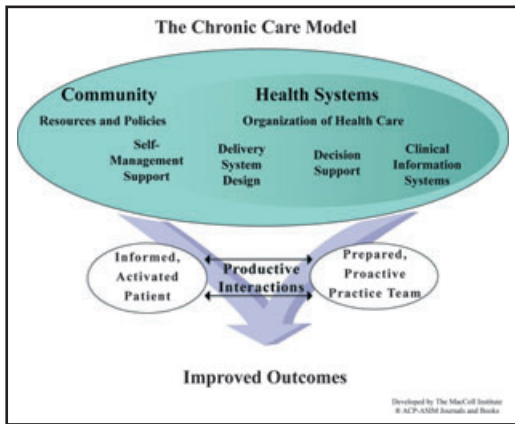 The Chronic Care Model
Community
Health Systems
Resources and Policies
Organization of Health Care
Self-
Management
Support
Delivery
System
Design
Decision
Support
Clinical
Information
Systems
Informed,
Activated
Patient
Productive
Interactions
Prepared,
Proactive
Practice Team
Improved Outcomes
Developed by The MacColl Institute
® ACP-ASIM Journals and Books